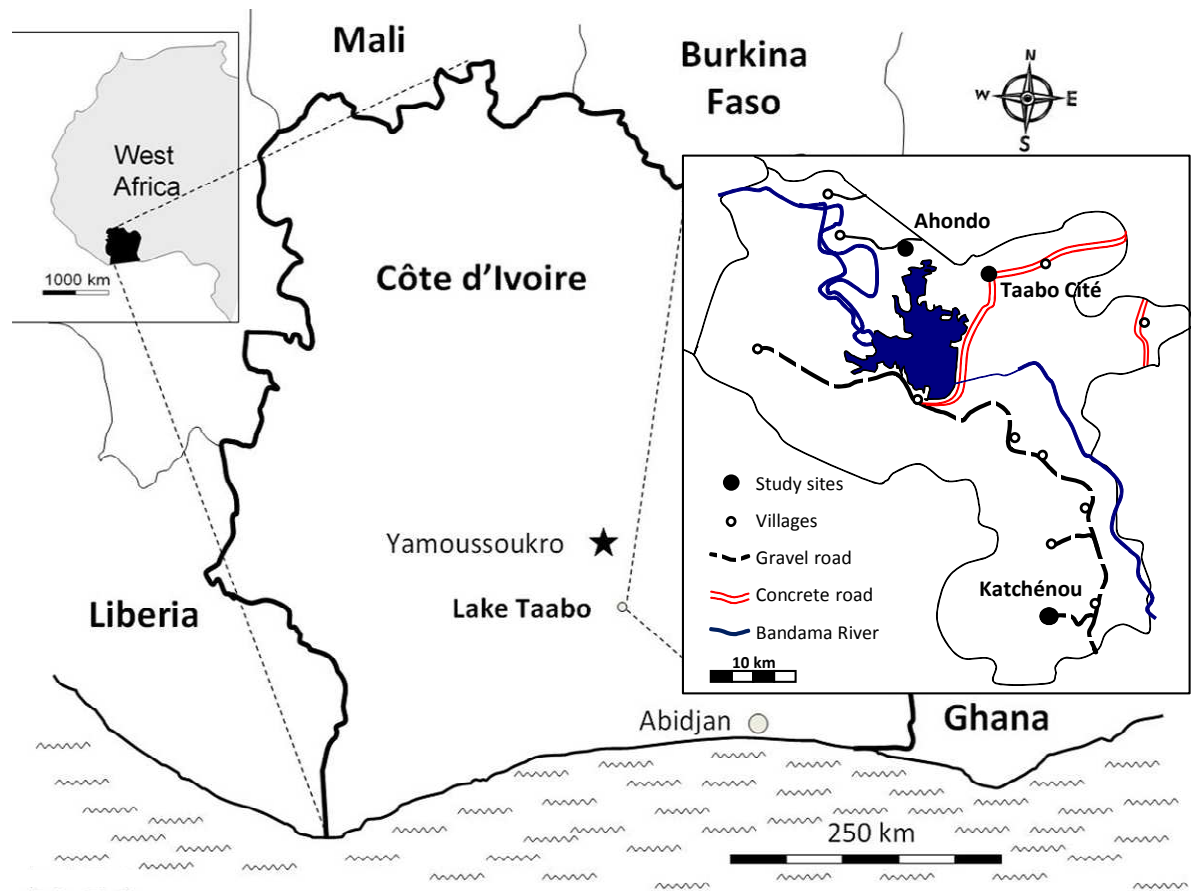 Mali
Burkina
Faso
N
W
E
S
West
Africa
1000 km
Côte d’Ivoire
Ahondo
Taabo Cité
Study sites
Villages
Gravel road
Concrete road
Bandama River
Katchénou
10 km
Yamoussoukro
Lake Taabo
Liberia
Abidjan
Ghana
250 km